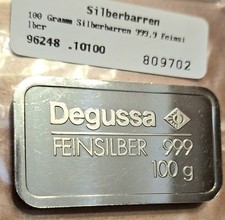 Silberbarren
100 Gramm Silberbarren 999.9 Feinsi
lber
96248 .10100
809702
Degussa
FEINSILBER 999
100 g